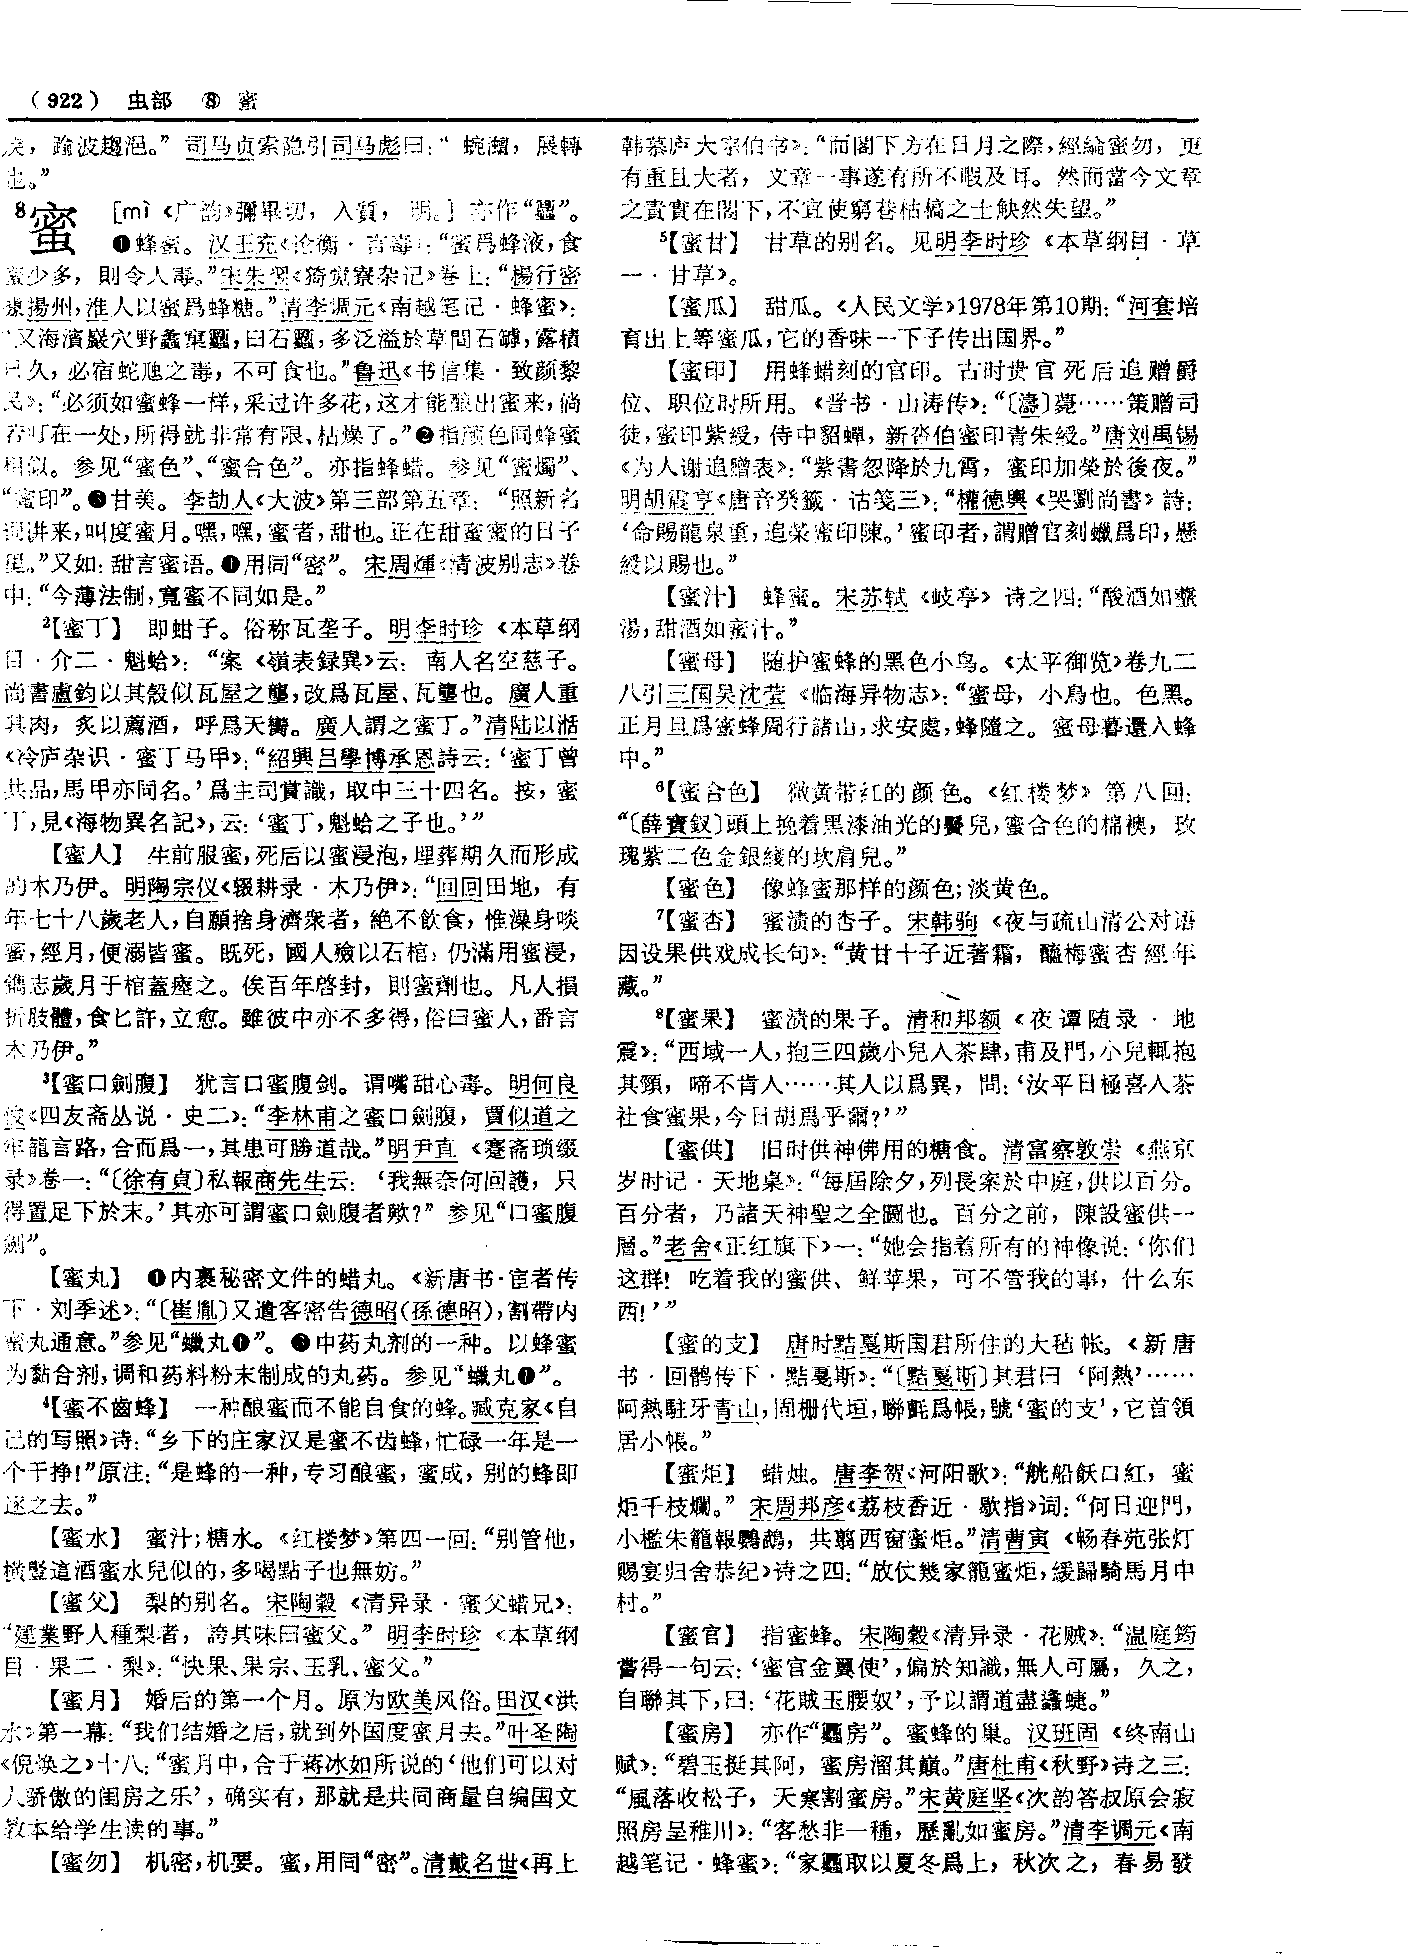 (922) 虫部 ⑧ 蜜
戾，踰波趨浥。”司马贞索隐引司马彪曰：“蜿灗，展轉
也。”
⁸蜜 [mì《广韵》彌畢切，入質，明。] 亦作“䘊”。
❶蜂蜜。汉王充《论衡·言毒》：“蜜爲蜂液，食
蜜少多，則令人毒。”宋朱翌《猗觉寮杂记》卷上：“楊行密
據揚州，淮人以蜜爲蜂糖。”清李调元《南越笔记·蜂蜜》：
“又海濱巖穴野蠭窠䘊，曰石䘊，多泛溢於草間石罅，露積
日久，必宿蛇虺之毒，不可食也。”鲁迅《书信集·致颜黎
民》：“必须如蜜蜂一样，采过许多花，这才能酿出蜜来，倘
若叮在一处，所得就非常有限、枯燥了。”❷指颜色同蜂蜜
相似。参见“蜜色”、“蜜合色”。亦指蜂蜡。参见“蜜燭”、
“蜜印”。❸甘美。李劼人《大波》第三部第五章：“照新名
词讲来，叫度蜜月。嘿，嘿，蜜者，甜也。正在甜蜜蜜的日子
里。”又如：甜言蜜语。❹用同“密”。宋周煇《清波别志》卷
中：“今薄法制，寬蜜不同如是。”
²【蜜丁】 即蚶子。俗称瓦垄子。明李时珍《本草纲
目·介二·魁蛤》：“案《嶺表録異》云：南人名空慈子。
尚書盧鈞以其殼似瓦屋之壟，改爲瓦屋、瓦壟也。廣人重
其肉，炙以薦酒，呼爲天臠。廣人謂之蜜丁。”清陆以湉
《冷庐杂识·蜜丁马甲》：“紹興吕學博承恩詩云：‘蜜丁曾
共品，馬甲亦同名。’爲主司賞識，取中三十四名。按，蜜
丁，見《海物異名記》，云：‘蜜丁，魁蛤之子也。’”
【蜜人】 生前服蜜，死后以蜜浸泡，埋葬期久而形成
的木乃伊。明陶宗仪《辍耕录·木乃伊》：“回回田地，有
年七十八歲老人，自願捨身濟衆者，絶不飲食，惟澡身啖
蜜，經月，便溺皆蜜。既死，國人殮以石棺，仍滿用蜜浸，
鐫志歲月于棺蓋瘞之。俟百年啓封，則蜜劑也。凡人損
折肢體，食匕許，立愈。雖彼中亦不多得，俗曰蜜人，番言
木乃伊。”
³【蜜口劍腹】 犹言口蜜腹剑。谓嘴甜心毒。明何良
俊《四友斋丛说·史二》：“李林甫之蜜口劍腹，賈似道之
牢籠言路，合而爲一，其患可勝道哉。”明尹直《蹇斋琐缀
录》卷一：“〔徐有貞〕私報商先生云：‘我無奈何回護，只
得置足下於末。’其亦可謂蜜口劍腹者歟？”参见“口蜜腹
劍”。
【蜜丸】 ❶内裹秘密文件的蜡丸。《新唐书·宦者传
下·刘季述》：“〔崔胤〕又遣客密告德昭（孫德昭），割帶内
蜜丸通意。”参见“蠟丸❶”。❷中药丸剂的一种。以蜂蜜
为黏合剂，调和药料粉末制成的丸药。参见“蠟丸❶”。
⁴【蜜不齒蜂】 一种酿蜜而不能自食的蜂。臧克家《自
己的写照》诗：“乡下的庄家汉是蜜不齿蜂，忙碌一年是一
个干挣！”原注：“是蜂的一种，专习酿蜜，蜜成，别的蜂即
逐之去。”
【蜜水】 蜜汁；糖水。《红楼梦》第四一回：“别管他，
横豎這酒蜜水兒似的，多喝點子也無妨。”
【蜜父】 梨的别名。宋陶穀《清异录·蜜父蜡兄》：
“建業野人種梨者，誇其味曰蜜父。”明李时珍《本草纲
目·果二·梨》：“快果、果宗、玉乳、蜜父。”
【蜜月】 婚后的第一个月。原为欧美风俗。田汉《洪
水》第一幕：“我们结婚之后，就到外国度蜜月去。”叶圣陶
《倪焕之》十八：“蜜月中，合于蒋冰如所说的‘他们可以对
人骄傲的闺房之乐’，确实有，那就是共同商量自编国文
教本给学生读的事。”
【蜜勿】 机密，机要。蜜，用同“密”。清戴名世《再上
韩慕庐大宗伯书》：“而閣下方在日月之際，經綸蜜勿，更
有重且大者，文章一事遂有所不暇及耳。然而當今文章
之責實在閣下，不宜使窮巷枯槁之士觖然失望。”
⁵【蜜甘】 甘草的别名。见明李时珍《本草纲目·草
一·甘草》。
【蜜瓜】 甜瓜。《人民文学》1978年第10期：“河套培
育出上等蜜瓜，它的香味一下子传出国界。”
【蜜印】 用蜂蜡刻的官印。古时贵官死后追赠爵
位、职位时所用。《晋书·山涛传》：“〔濤〕薨……策贈司
徒，蜜印紫綬，侍中貂蟬，新沓伯蜜印青朱綬。”唐刘禹锡
《为人谢追赠表》：“紫書忽降於九霄，蜜印加榮於後夜。”
明胡震亨《唐音癸籤·诂笺三》：“權德輿《哭劉尚書》詩：
‘命賜龍泉重，追榮蜜印陳。’蜜印者，謂贈官刻蠟爲印，懸
綬以賜也。”
【蜜汁】 蜂蜜。宋苏轼《岐亭》诗之四：“酸酒如虀
湯，甜酒如蜜汁。”
【蜜母】 随护蜜蜂的黑色小鸟。《太平御览》卷九二
八引三国吴沈莹《临海异物志》：“蜜母，小鳥也。色黑。
正月旦爲蜜蜂周行諸山，求安處，蜂隨之。蜜母暮還入蜂
中。”
⁶【蜜合色】 微黄带红的颜色。《红楼梦》第八回：
“〔薛寶釵〕頭上挽着黑漆油光的鬢兒，蜜合色的棉襖，玫
瑰紫二色金銀綫的坎肩兒。”
【蜜色】 像蜂蜜那样的颜色；淡黄色。
⁷【蜜杏】 蜜渍的杏子。宋韩驹《夜与疏山清公对语
因设果供戏成长句》：“黄甘十子近著霜，醯梅蜜杏經年
藏。”
⁸【蜜果】 蜜渍的果子。清和邦额《夜谭随录·地
震》：“西域一人，抱三四歲小兒入茶肆，甫及門，小兒輒抱
其頸，啼不肯入……其人以爲異，問：‘汝平日極喜入茶
社食蜜果，今日胡爲乎爾？’”
【蜜供】 旧时供神佛用的糖食。清富察敦崇《燕京
岁时记·天地桌》：“每届除夕，列長案於中庭，供以百分。
百分者，乃諸天神聖之全圖也。百分之前，陳設蜜供一
層。”老舍《正红旗下》一：“她会指着所有的神像说：‘你们
这群！吃着我的蜜供、鲜苹果，可不管我的事，什么东
西！’”
【蜜的支】 唐时黠戛斯国君所住的大毡帐。《新唐
书·回鹘传下·黠戛斯》：“〔黠戛斯〕其君曰‘阿熱’……
阿熱駐牙青山，周栅代垣，聯氈爲帳，號‘蜜的支’，它首領
居小帳。”
【蜜炬】 蜡烛。唐李贺《河阳歌》：“觥船飫口紅，蜜
炬千枝爛。”宋周邦彦《荔枝香近·歇指》词：“何日迎門，
小檻朱籠報鸚鵡，共翦西窗蜜炬。”清曹寅《畅春苑张灯
赐宴归舍恭纪》诗之四：“放仗幾家籠蜜炬，緩歸騎馬月中
村。”
【蜜官】 指蜜蜂。宋陶穀《清异录·花贼》：“温庭筠
嘗得一句云：‘蜜官金翼使’，偏於知識，無人可屬，久之，
自聯其下，曰：‘花賊玉腰奴’，予以謂道盡蠭蜨。”
【蜜房】 亦作“䘊房”。蜜蜂的巢。汉班固《终南山
赋》：“碧玉挺其阿，蜜房溜其巔。”唐杜甫《秋野》诗之三：
“風落收松子，天寒割蜜房。”宋黄庭坚《次韵答叔原会寂
照房呈稚川》：“客愁非一種，歷亂如蜜房。”清李调元《南
越笔记·蜂蜜》：“家䘊取以夏冬爲上，秋次之，春易發